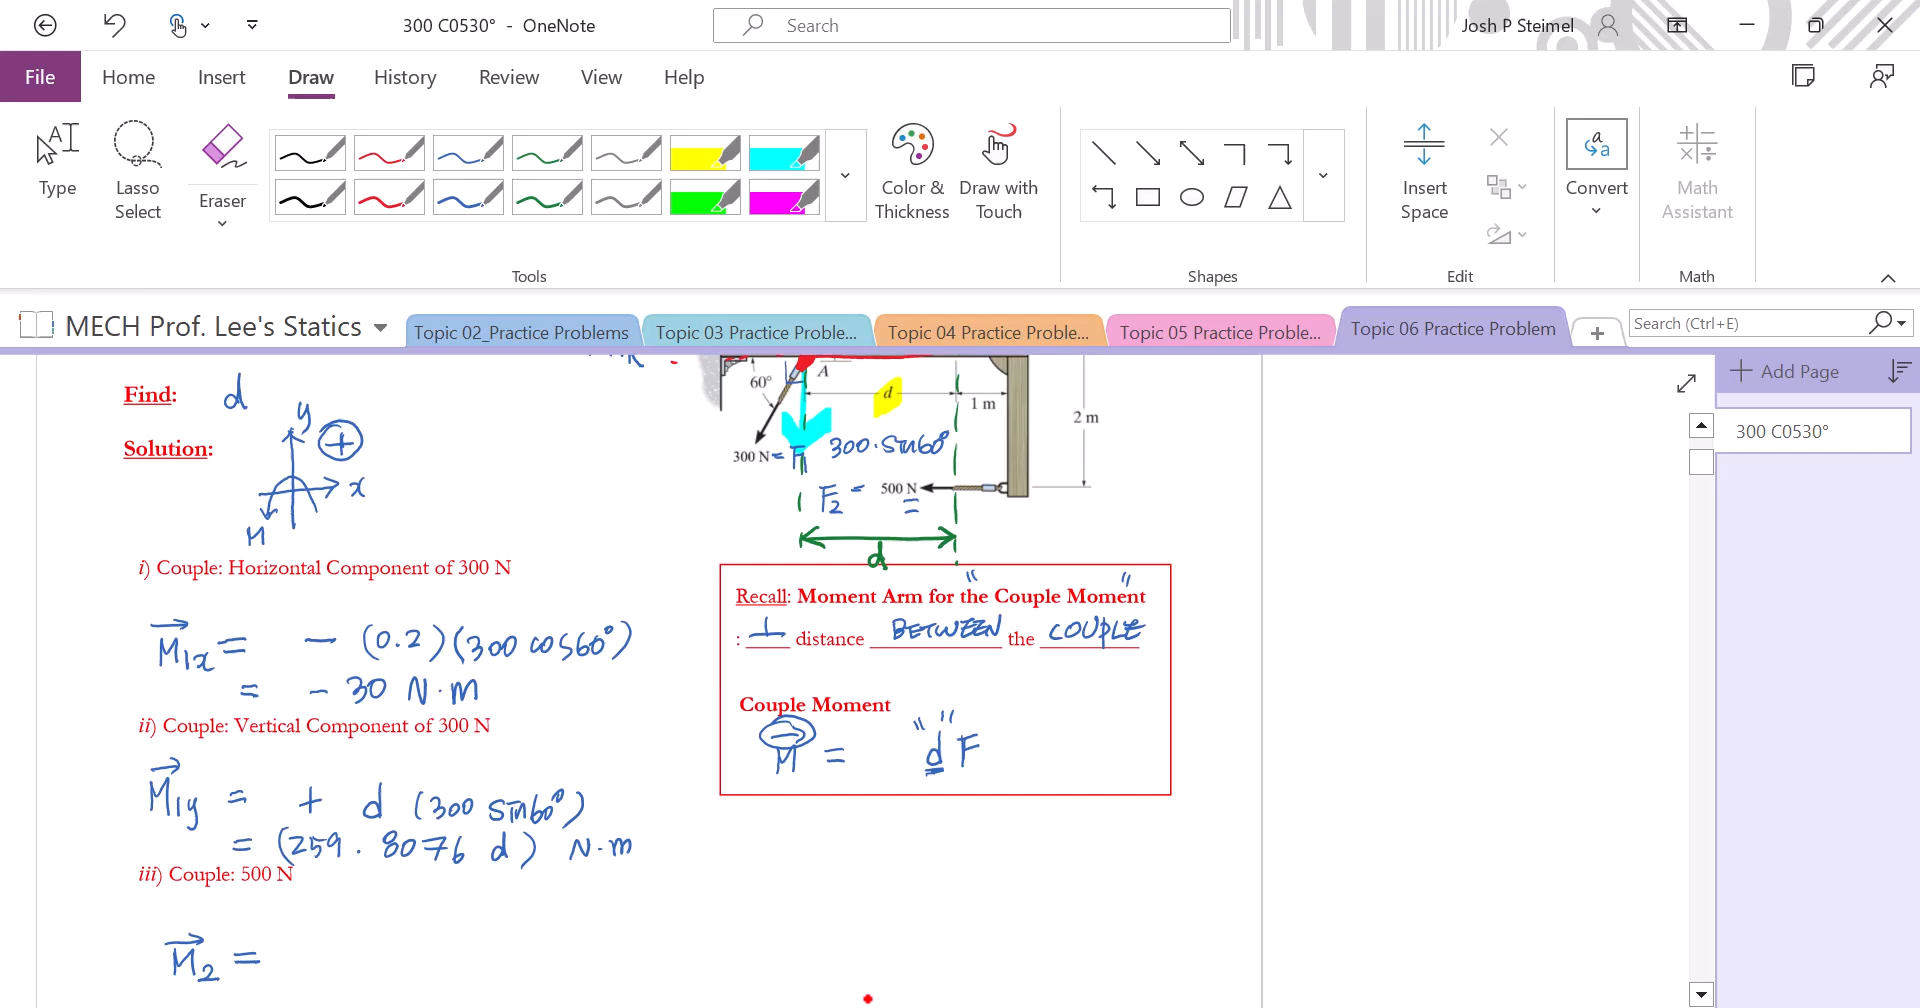 300 C0530° - OneNote
Search
Josh P Steimel
File Home Insert Draw History Review View Help
Type
Lasso Select
Eraser
Color & Thickness
Draw with Touch
Insert Space
Convert
Math Assistant
Tools
Shapes
Edit
Math
MECH Prof. Lee's Statics
Topic 02_Practice Problems
Topic 03 Practice Proble...
Topic 04 Practice Proble...
Topic 05 Practice Proble...
Topic 06 Practice Problem
+
Search (Ctrl+E)
Add Page
300 C0530°
Find: d
Solution:
y
+
x
M
60°
A
d
1 m
2 m
300 N = F₁ 300·sin60°
F₂ = 500 N
=
d
i) Couple: Horizontal Component of 300 N
M⃗1x = - (0.2)(300 cos60°)
= - 30 N·m
ii) Couple: Vertical Component of 300 N
M⃗1y = + d (300 sin60°)
= (259.8076 d) N·m
iii) Couple: 500 N
M⃗2 =
Recall: Moment Arm for the "Couple Moment"
: ⊥ distance BETWEEN the COUPLE
Couple Moment
M⃗ = "d" F